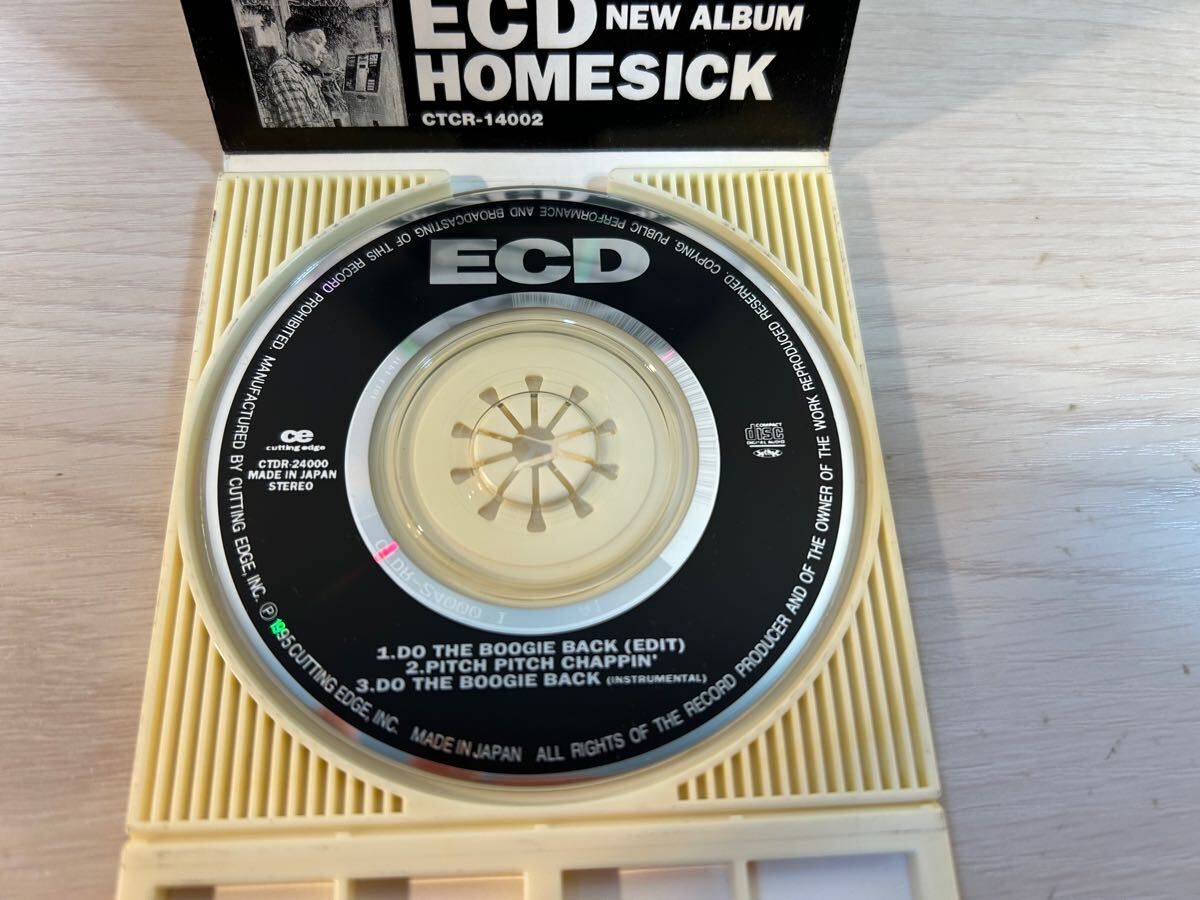 ECD NEW ALBUM
HOMESICK
CTCR-14002
ECD
ce
cutting edge
CTDR-24000
MADE IN JAPAN
STEREO
COMPACT
disc
DIGITAL AUDIO
1.DO THE BOOGIE BACK (EDIT)
2.PITCH PITCH CHAPPIN'
3.DO THE BOOGIE BACK (INSTRUMENTAL)
ALL RIGHTS OF THE RECORD PRODUCER AND OF THE OWNER OF THE WORK REPRODUCED RESERVED. COPYING, PUBLIC PERFORMANCE AND BROADCASTING OF THIS RECORD PROHIBITED. MANUFACTURED BY CUTTING EDGE, INC. Ⓟ1995 CUTTING EDGE, INC. MADE IN JAPAN